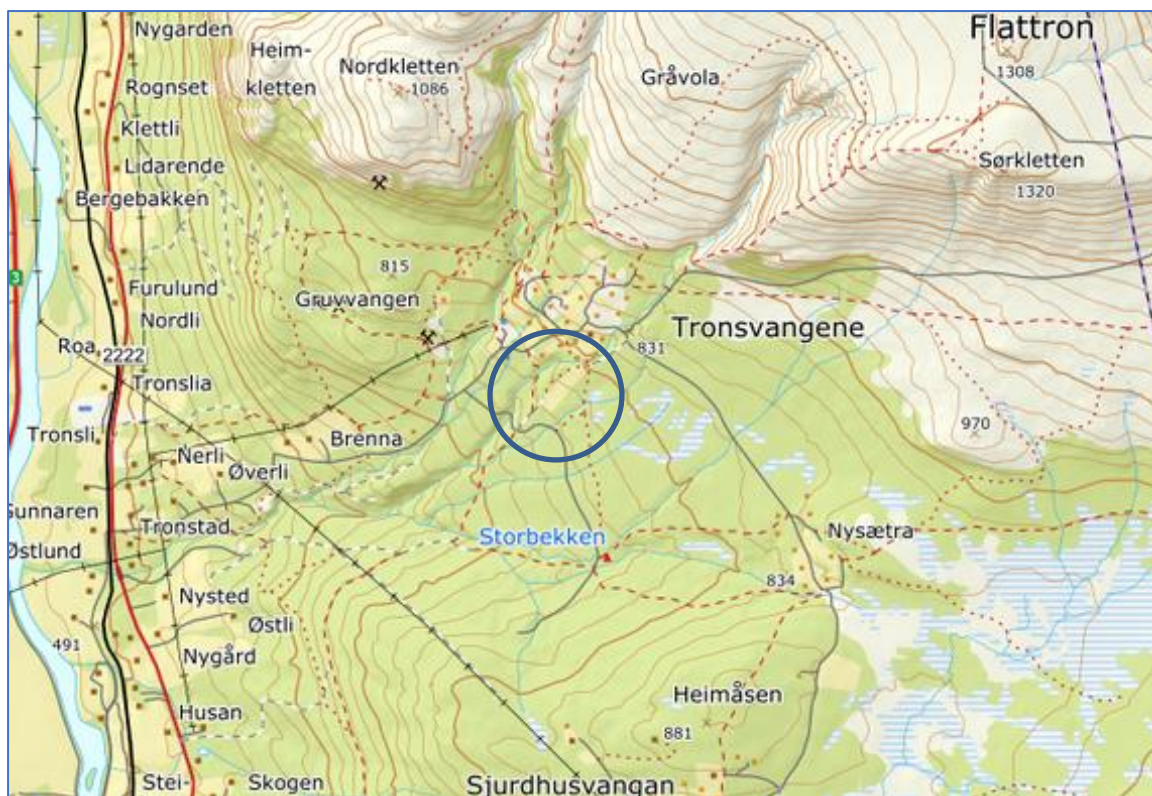 Nygarden
Heim-
kletten
Nordkletten
1086
Gråvola
Flattron
1308
Rognset
Klettli
Lidarende
Bergebakken
Sørkletten
1320
3
815
Furulund
Gruvvangen
Nordli
Tronsvangene
831
Roa
2222
Tronslia
970
Tronsli
Brenna
Nerli
Øverli
Sunnaren
Tronstad
Østlund
Storbekken
Nysætra
834
Nysted
Østli
491
Nygård
Heimåsen
881
Husan
Stei-
Skogen
Sjurdhusvangan